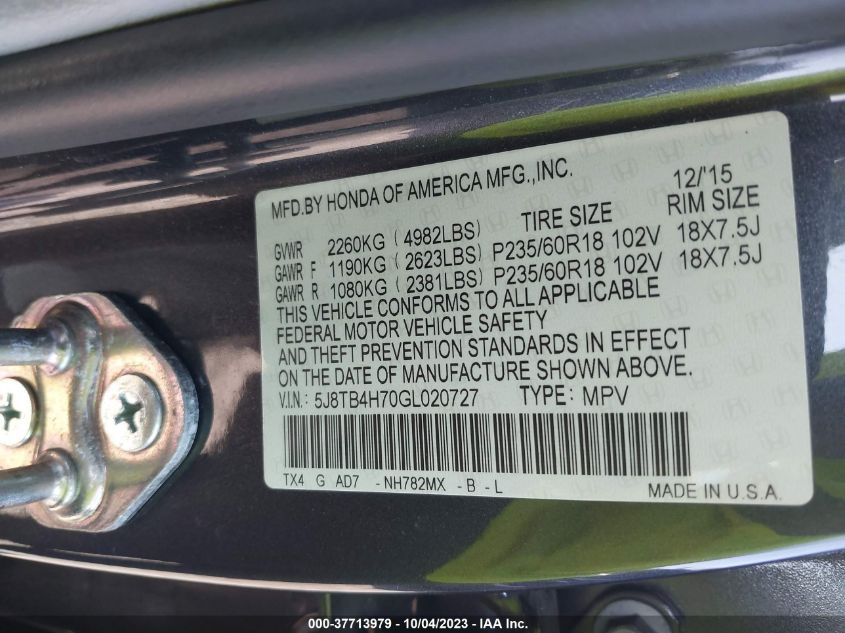 MFD.BY HONDA OF AMERICA MFG.,INC. 12/'15
TIRE SIZE RIM SIZE
GVWR 2260KG (4982LBS)
GAWR F 1190KG (2623LBS) P235/60R18 102V 18X7.5J
GAWR R 1080KG (2381LBS) P235/60R18 102V 18X7.5J
THIS VEHICLE CONFORMS TO ALL APPLICABLE
FEDERAL MOTOR VEHICLE SAFETY
AND THEFT PREVENTION STANDARDS IN EFFECT
ON THE DATE OF MANUFACTURE SHOWN ABOVE.
V.I.N.: 5J8TB4H70GL020727 TYPE: MPV
TX4 G AD7 -NH782MX -B -L
MADE IN U.S.A.
000-37713979 - 10/04/2023 - IAA Inc.